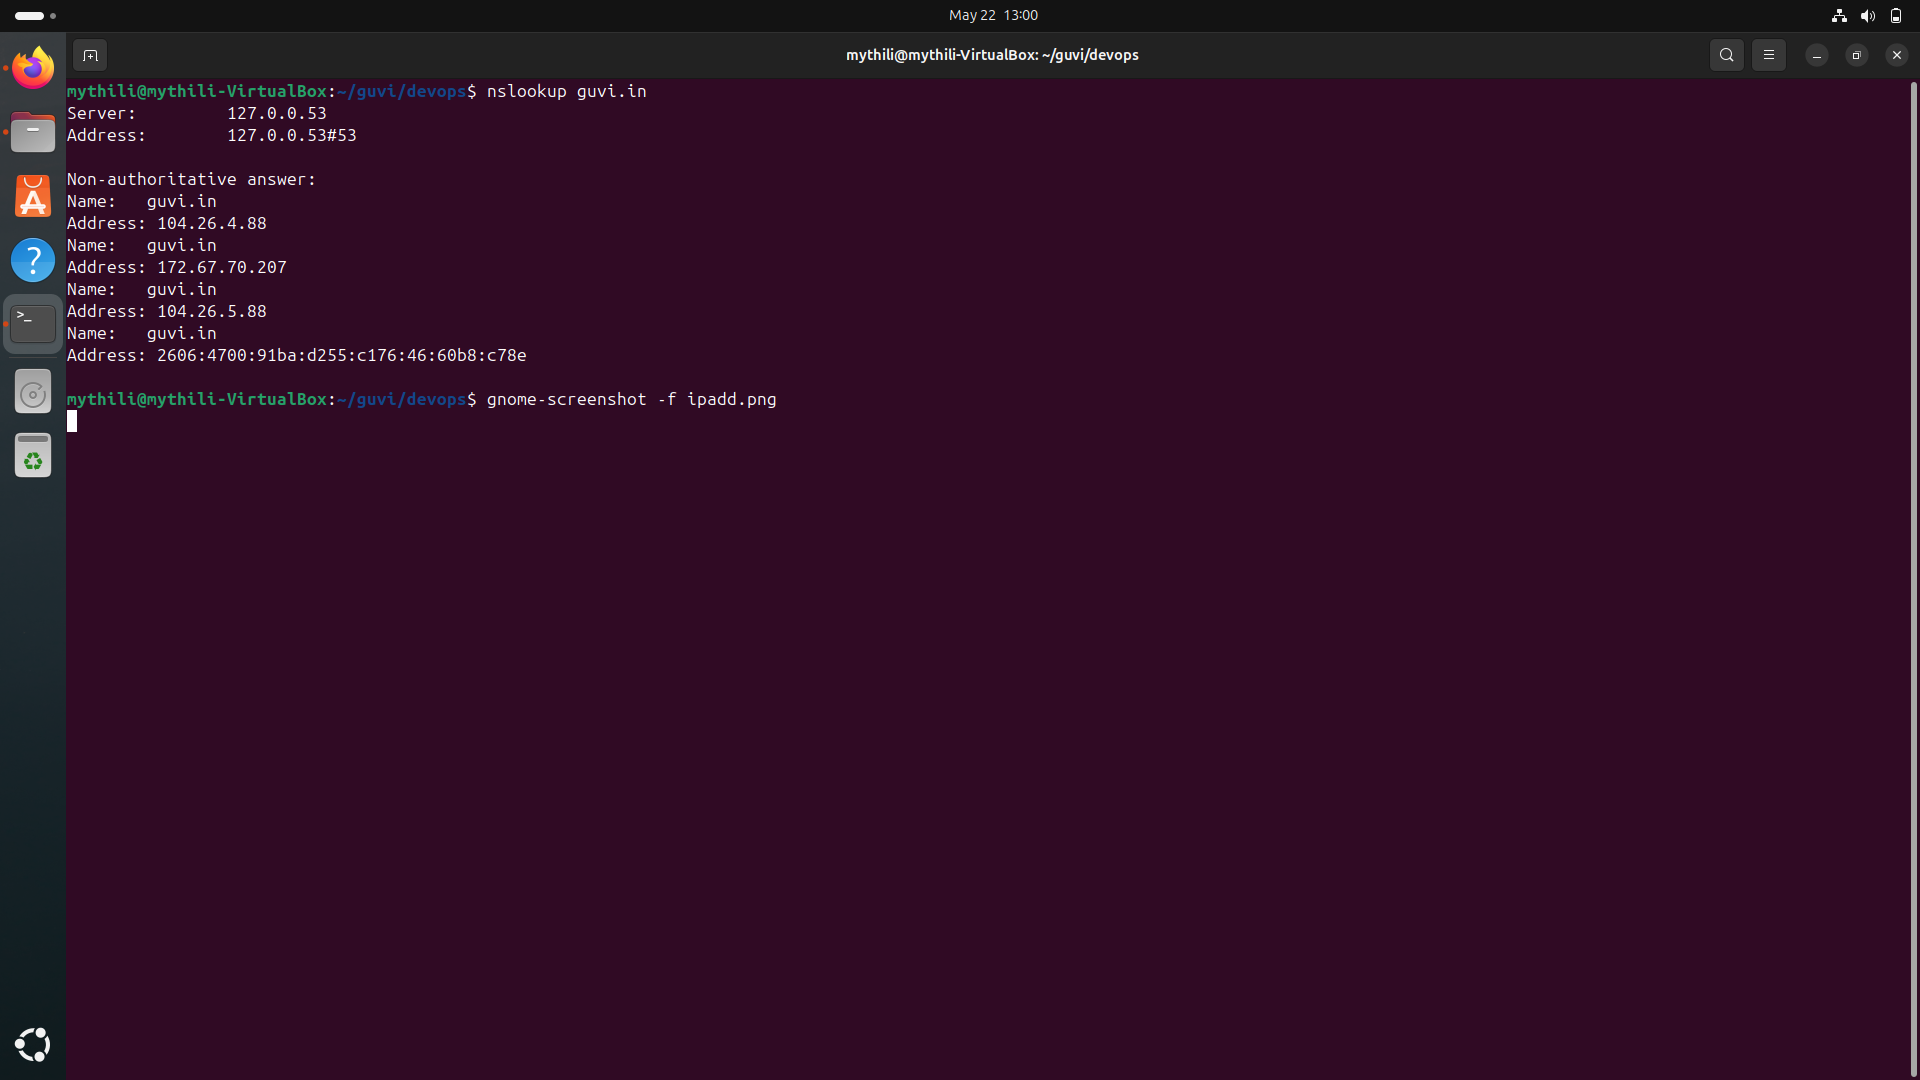 May 22 13:00
mythili@mythili-VirtualBox: ~/guvi/devops
mythili@mythili-VirtualBox:~/guvi/devops$ nslookup guvi.in
Server:         127.0.0.53
Address:        127.0.0.53#53

Non-authoritative answer:
Name:   guvi.in
Address: 104.26.4.88
Name:   guvi.in
Address: 172.67.70.207
Name:   guvi.in
Address: 104.26.5.88
Name:   guvi.in
Address: 2606:4700:91ba:d255:c176:46:60b8:c78e

mythili@mythili-VirtualBox:~/guvi/devops$ gnome-screenshot -f ipadd.png